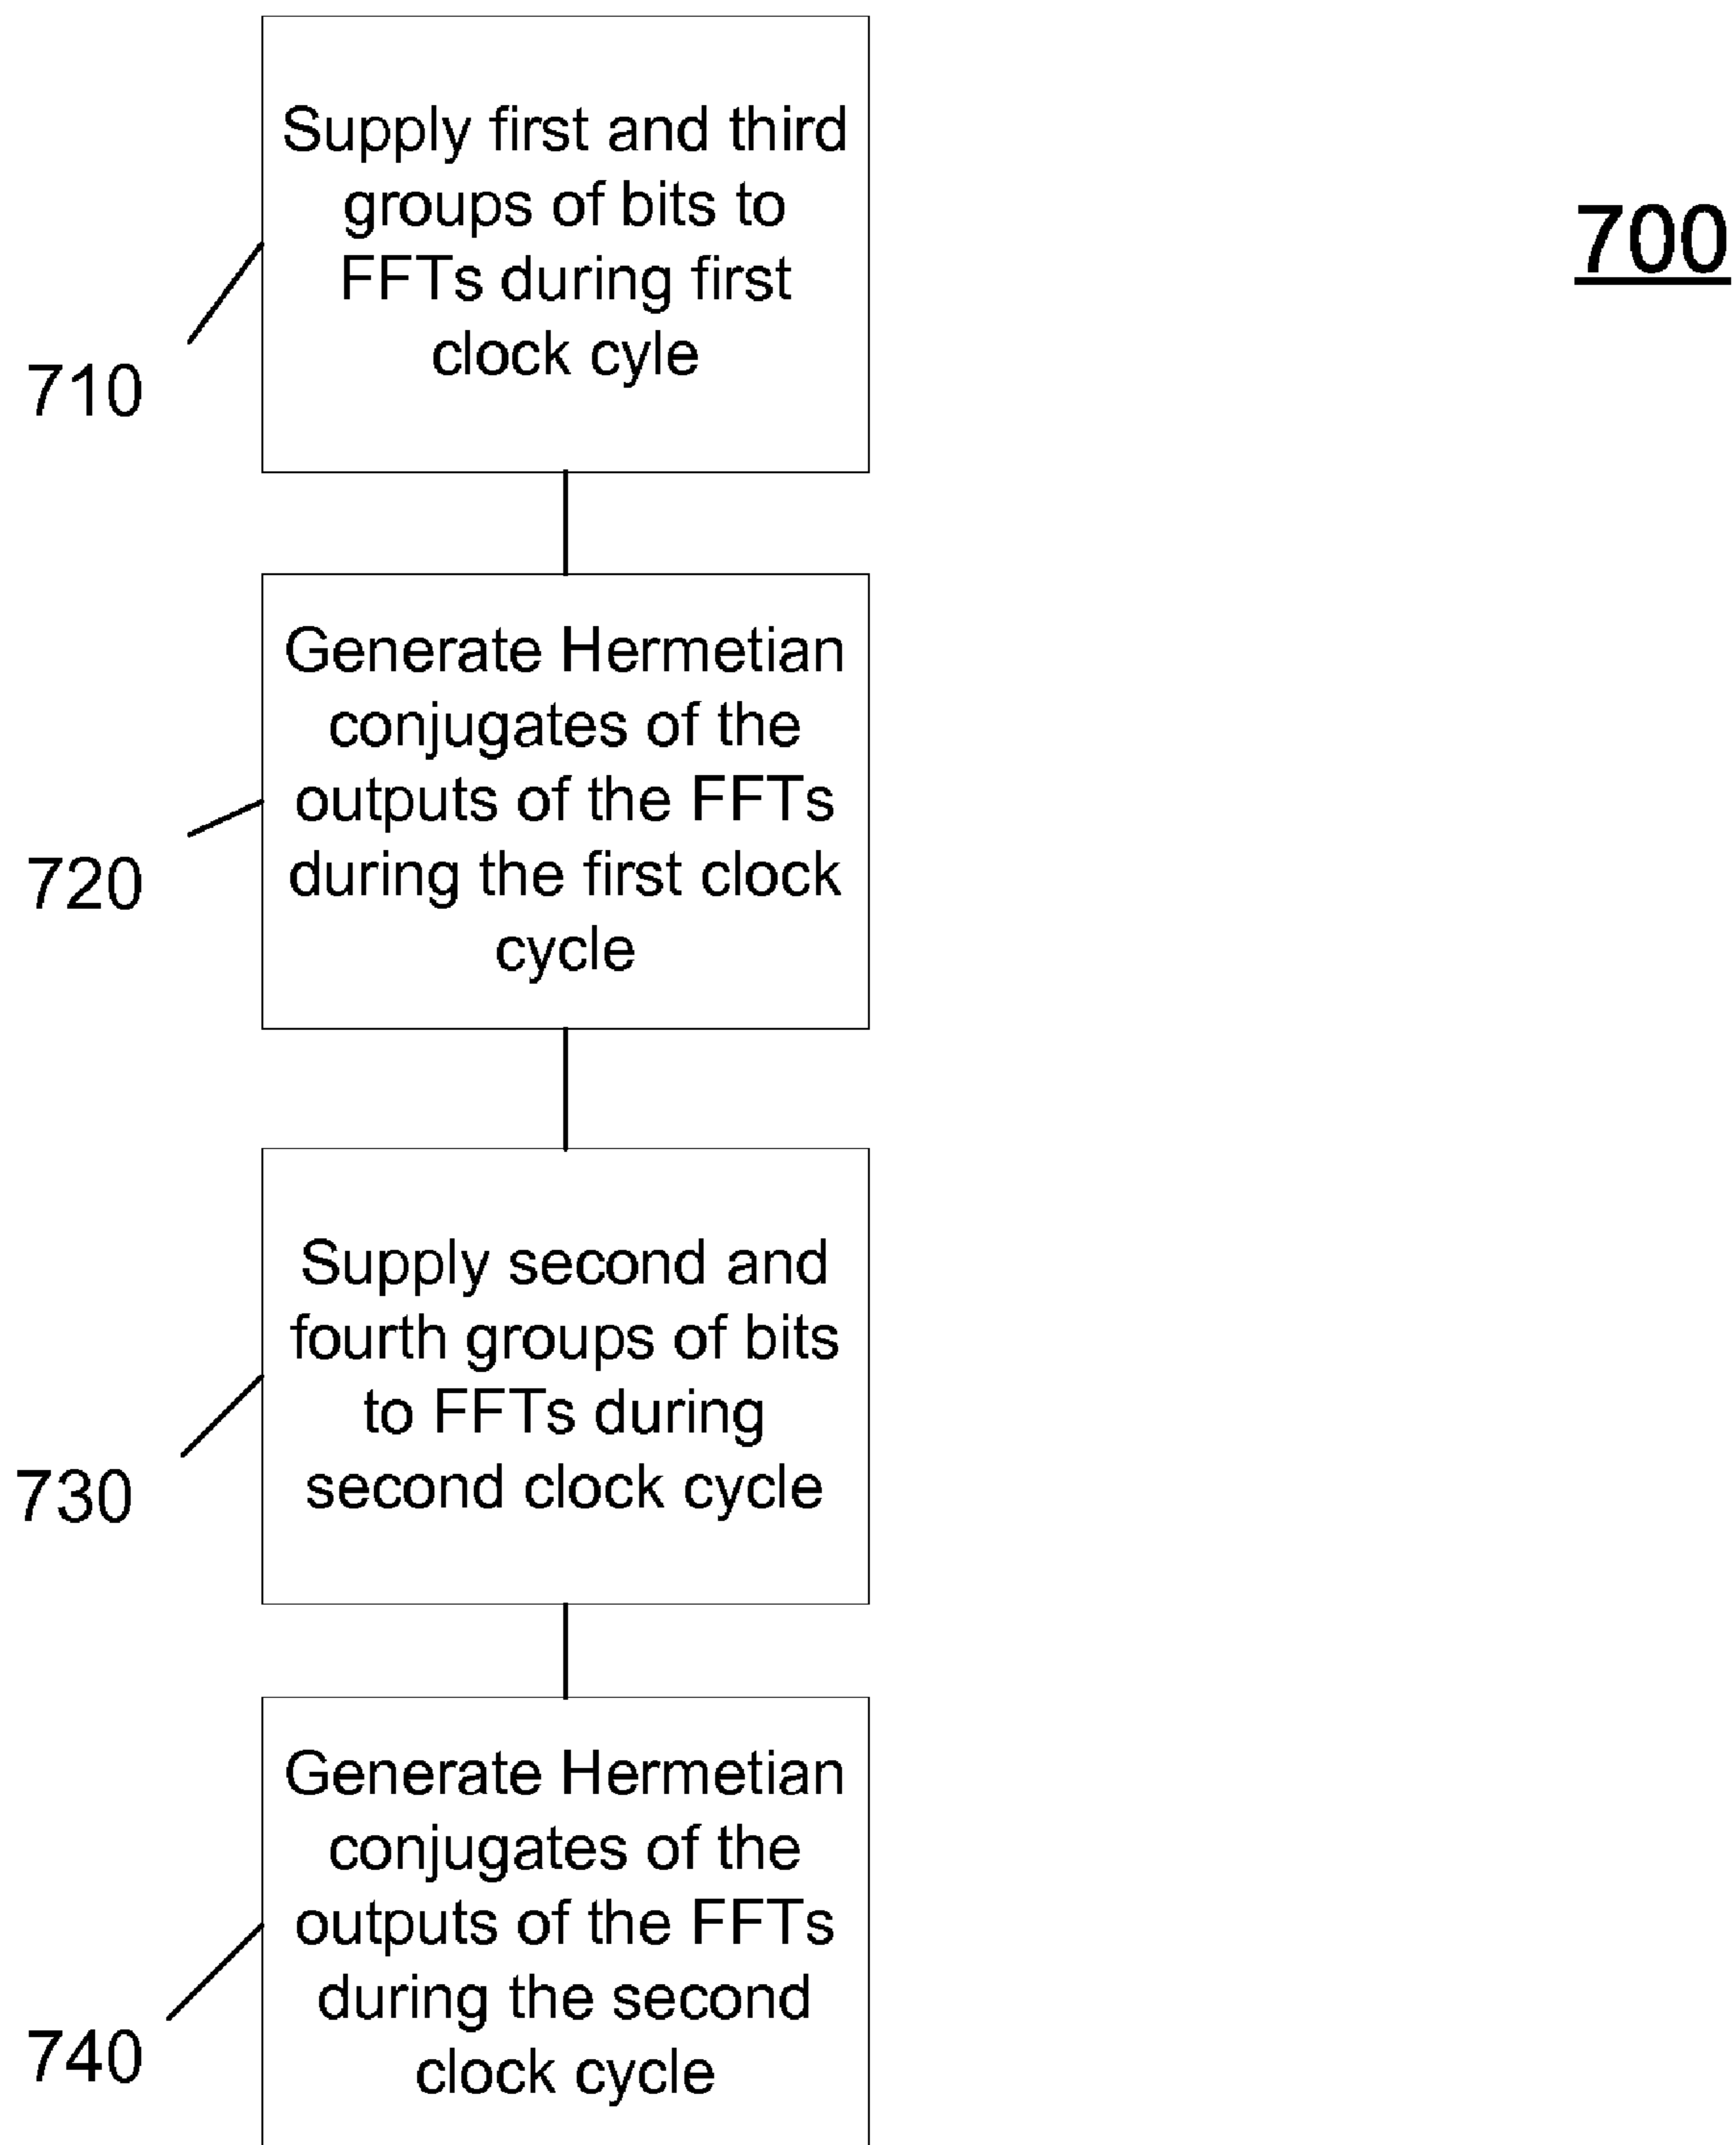 Supply first and third
groups of bits to
FFTs during first
clock cyle
700
710
Generate Hermetian
conjugates of the
outputs of the FFTs
during the first clock
cycle
720
Supply second and
fourth groups of bits
to FFTs during
second clock cycle
730
Generate Hermetian
conjugates of the
outputs of the FFTs
during the second
clock cycle
740